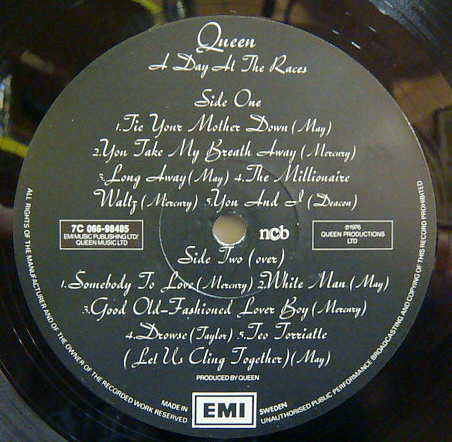 Queen
A Day At The Races
Side One
1.Tie Your Mother Down (May)
2.You Take My Breath Away (Mercury)
3.Long Away (May) 4.The Millionaire
Waltz (Mercury) 5.You And I (Deacon)
7C 066-98485
EMI MUSIC PUBLISHING LTD/
QUEEN MUSIC LTD
ncb
℗1976
QUEEN PRODUCTIONS
LTD
Side Two (over)
1.Somebody To Love (Mercury) 2.White Man (May)
3.Good Old-Fashioned Lover Boy (Mercury)
4.Drowse (Taylor) 5.Teo Torriatte
(Let Us Cling Together) (May)
PRODUCED BY QUEEN
MADE IN
EMI
SWEDEN
ALL RIGHTS OF THE MANUFACTURER AND OF THE OWNER OF THE RECORDED WORK RESERVED
UNAUTHORISED PUBLIC PERFORMANCE BROADCASTING AND COPYING OF THIS RECORD PROHIBITED